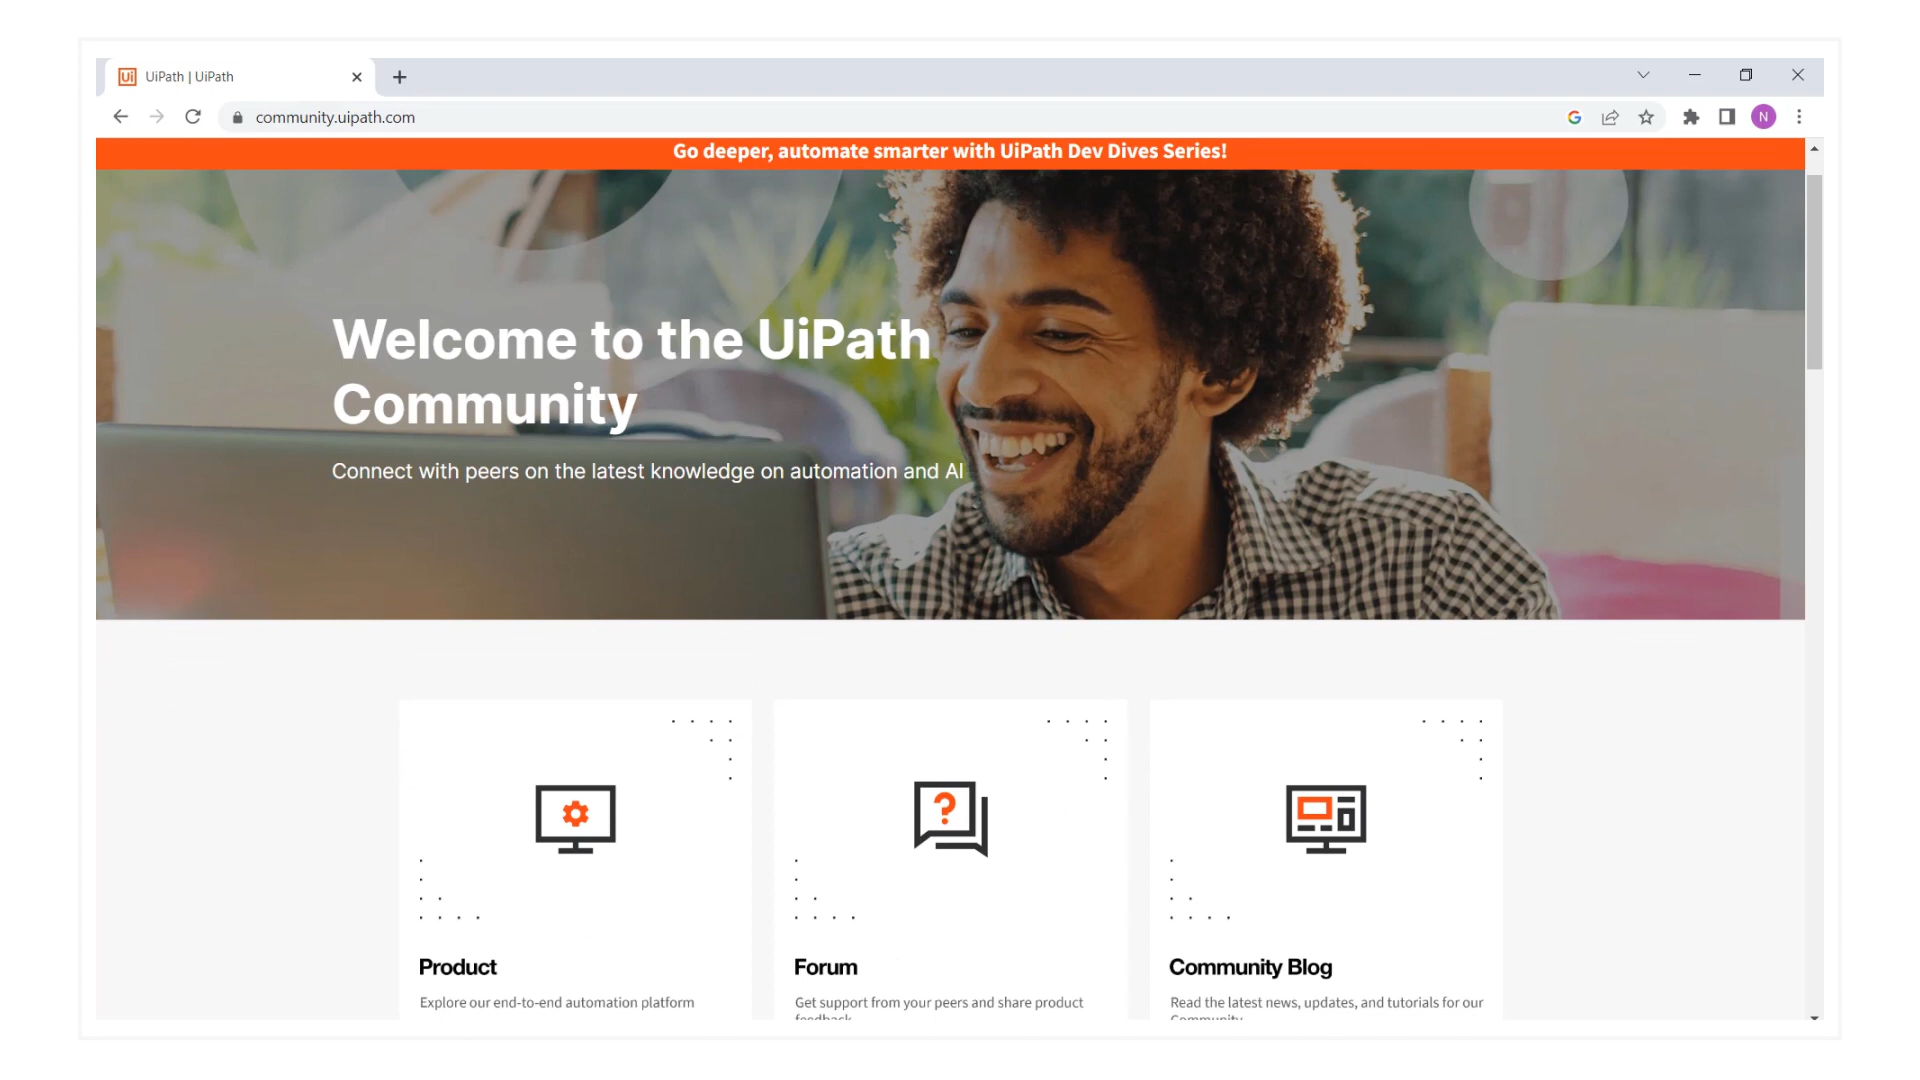 Ui UiPath | UiPath
community.uipath.com
N
Go deeper, automate smarter with UiPath Dev Dives Series!
Welcome to the UiPath
Community
Connect with peers on the latest knowledge on automation and AI
?
Product
Explore our end-to-end automation platform
Forum
Get support from your peers and share product
feedback
Community Blog
Read the latest news, updates, and tutorials for our
Community